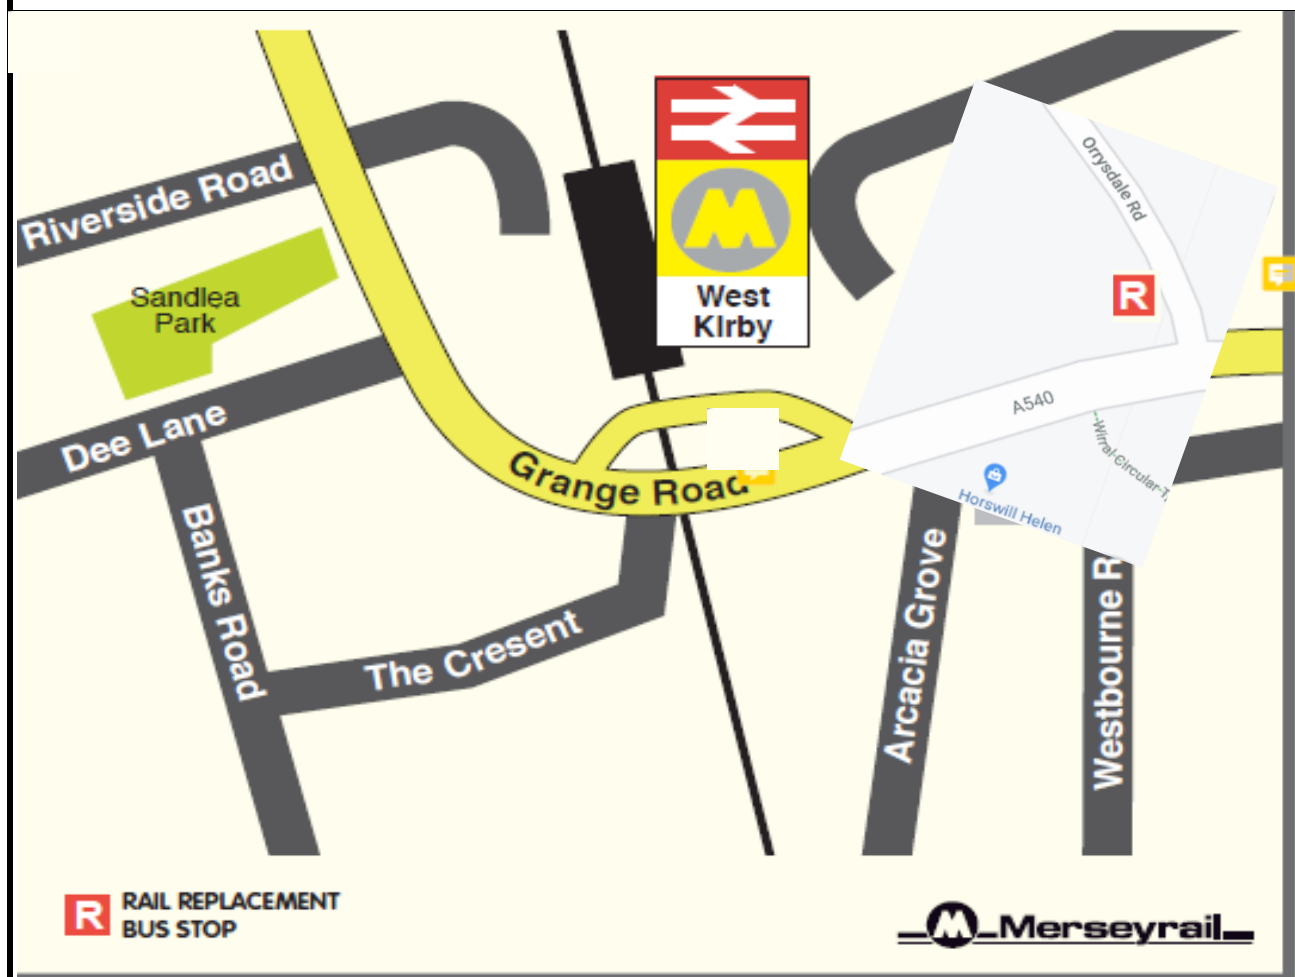 Riverside Road
Orrysdale Rd
M
R
Sandlea
Park
West
KIrby
Dee Lane
A540
Grange Road
Wirral Circular T
Horswill Helen
Banks Road
The Cresent
Arcacia Grove
Westbourne R
R
RAIL REPLACEMENT
BUS STOP
M
Merseyrail